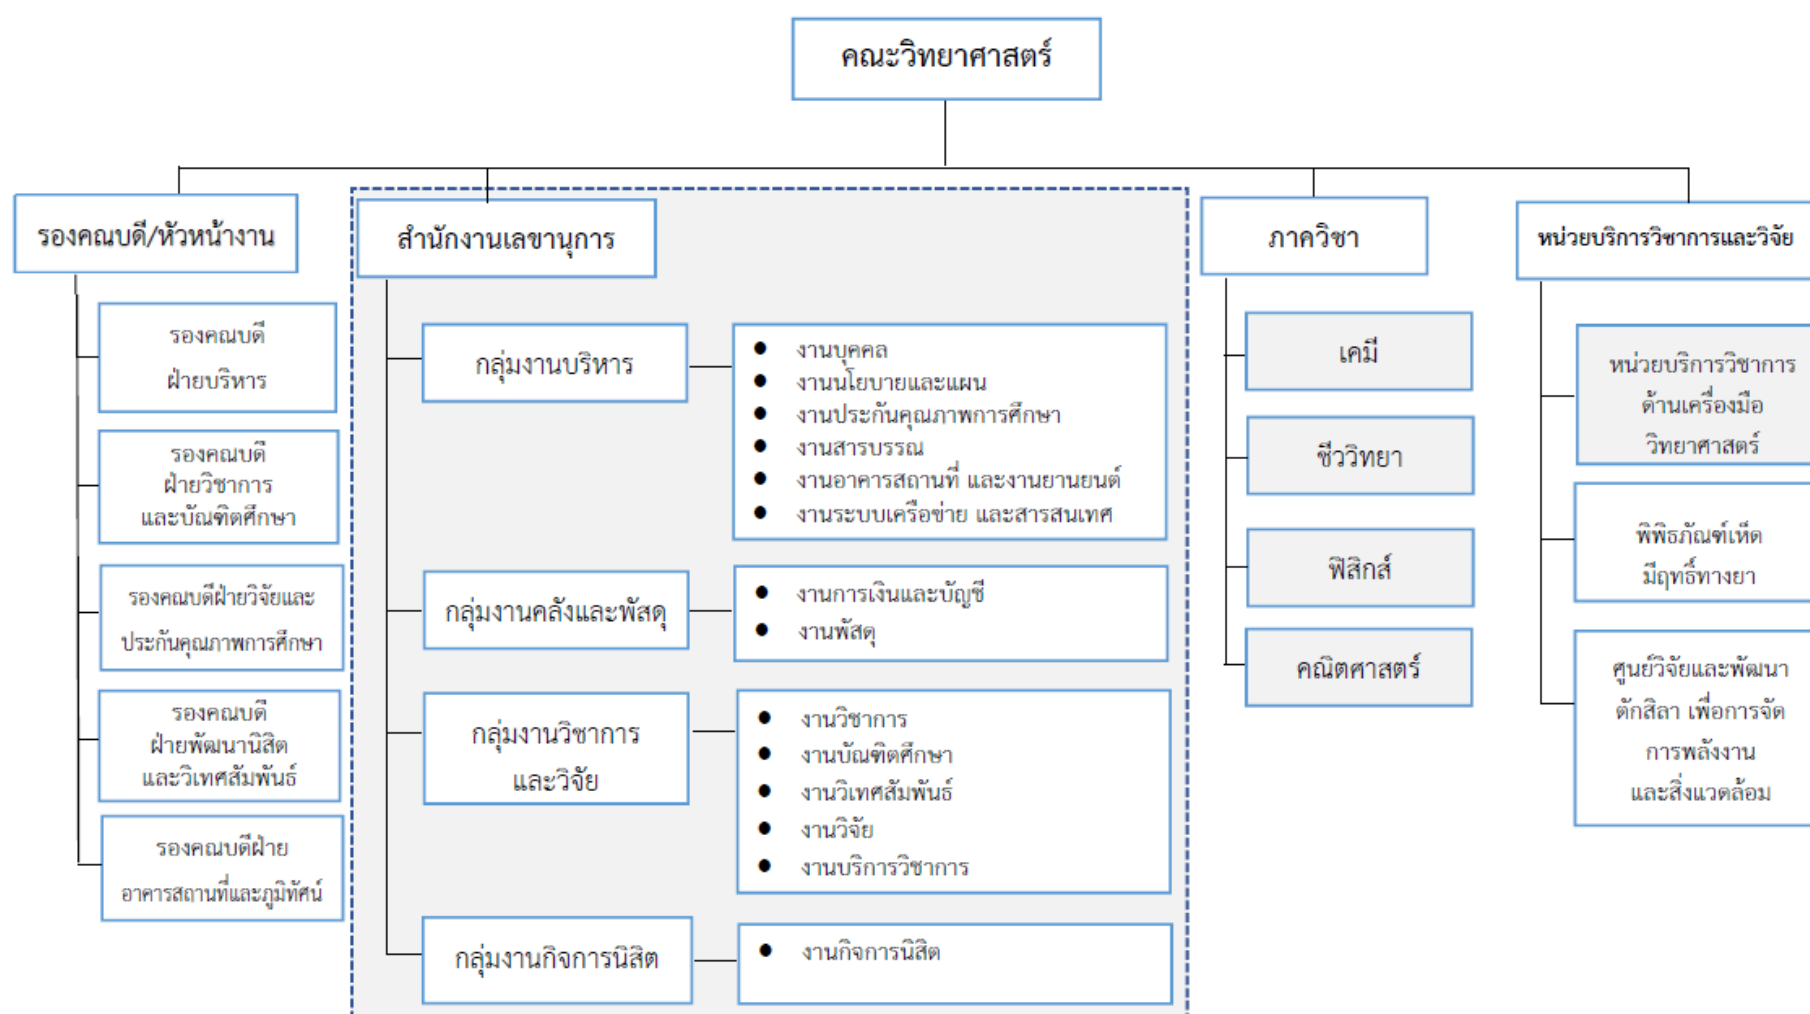 คณะวิทยาศาสตร์
รองคณบดี/หัวหน้างาน
รองคณบดี
ฝ่ายบริหาร
รองคณบดี
ฝ่ายวิชาการ
และบัณฑิตศึกษา
รองคณบดีฝ่ายวิจัยและ
ประกันคุณภาพการศึกษา
รองคณบดี
ฝ่ายพัฒนานิสิต
และวิเทศสัมพันธ์
รองคณบดีฝ่าย
อาคารสถานที่และภูมิทัศน์
สำนักงานเลขานุการ
กลุ่มงานบริหาร
● งานบุคคล
● งานนโยบายและแผน
● งานประกันคุณภาพการศึกษา
● งานสารบรรณ
● งานอาคารสถานที่ และงานยานยนต์
● งานระบบเครือข่าย และสารสนเทศ
กลุ่มงานคลังและพัสดุ
● งานการเงินและบัญชี
● งานพัสดุ
กลุ่มงานวิชาการ
และวิจัย
● งานวิชาการ
● งานบัณฑิตศึกษา
● งานวิเทศสัมพันธ์
● งานวิจัย
● งานบริการวิชาการ
กลุ่มงานกิจการนิสิต
● งานกิจการนิสิต
ภาควิชา
เคมี
ชีววิทยา
ฟิสิกส์
คณิตศาสตร์
หน่วยบริการวิชาการและวิจัย
หน่วยบริการวิชาการ
ด้านเครื่องมือ
วิทยาศาสตร์
พิพิธภัณฑ์เห็ด
มีฤทธิ์ทางยา
ศูนย์วิจัยและพัฒนา
ตักสิลา เพื่อการจัด
การพลังงาน
และสิ่งแวดล้อม